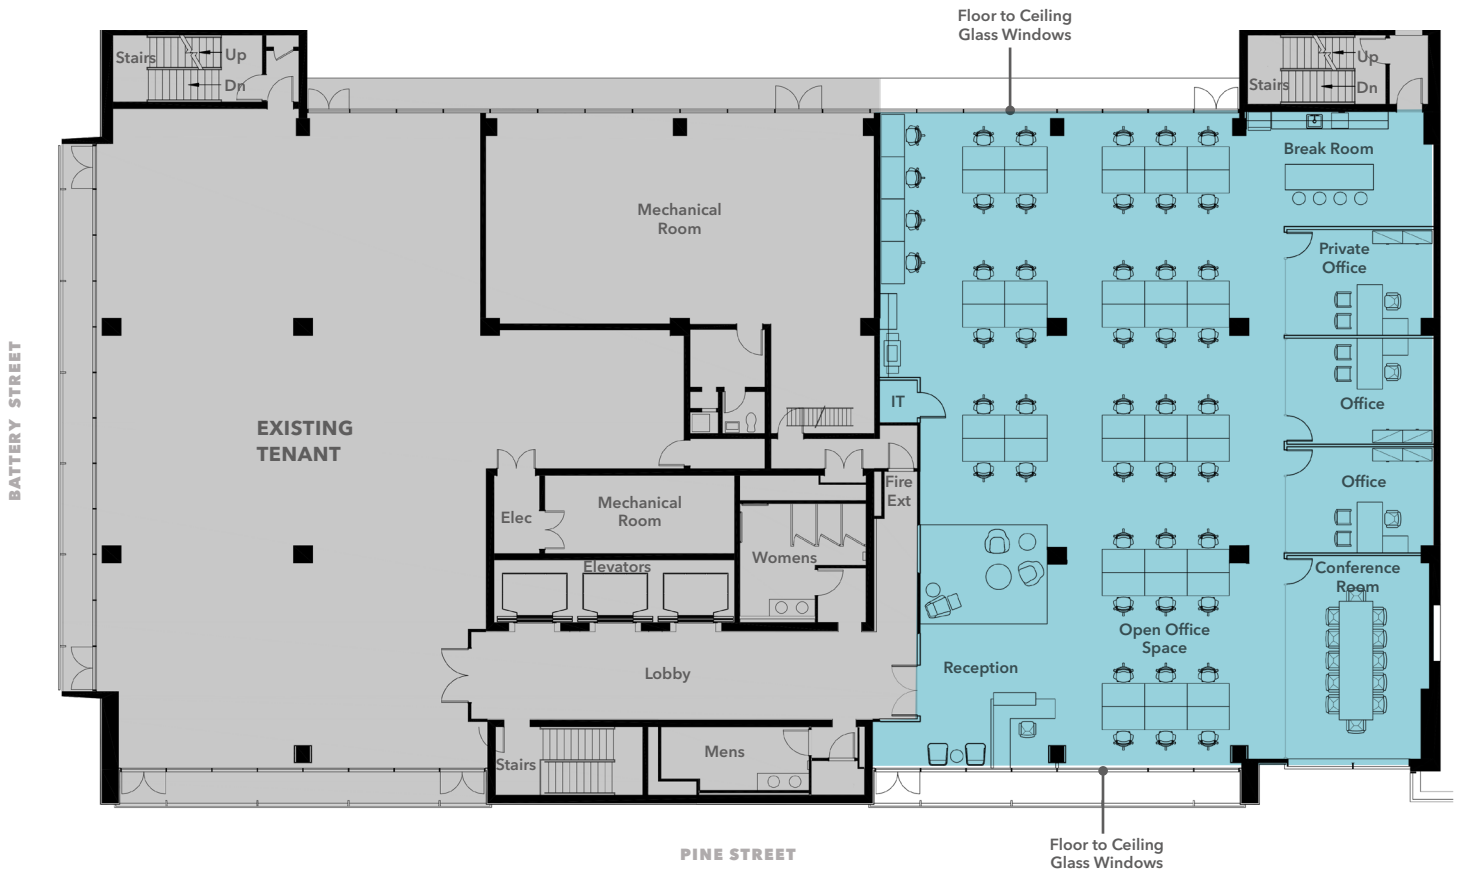 Floor to Ceiling
Glass Windows
Stairs
Up
Dn
Up
Stairs
Dn
Break Room
Mechanical
Room
Private
Office
BATTERY STREET
IT
Office
EXISTING
TENANT
Office
Fire
Ext
Mechanical
Room
Elec
Womens
Elevators
Conference
Room
Open Office
Space
Reception
Lobby
Mens
Stairs
Floor to Ceiling
Glass Windows
PINE STREET